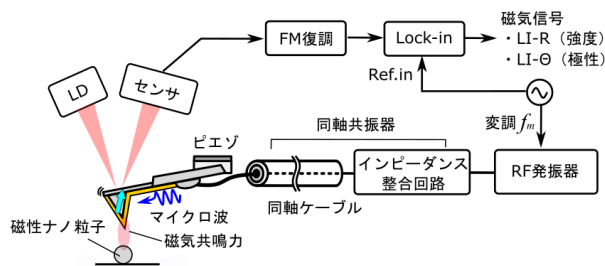 磁気信号
・LI-R（強度）
・LI-Θ（極性）
FM復調
Lock-in
センサ
LD
Ref.in
変調 fm
ピエゾ
同軸共振器
インピーダンス
整合回路
RF発振器
同軸ケーブル
マイクロ波
磁気共鳴力
磁性ナノ粒子